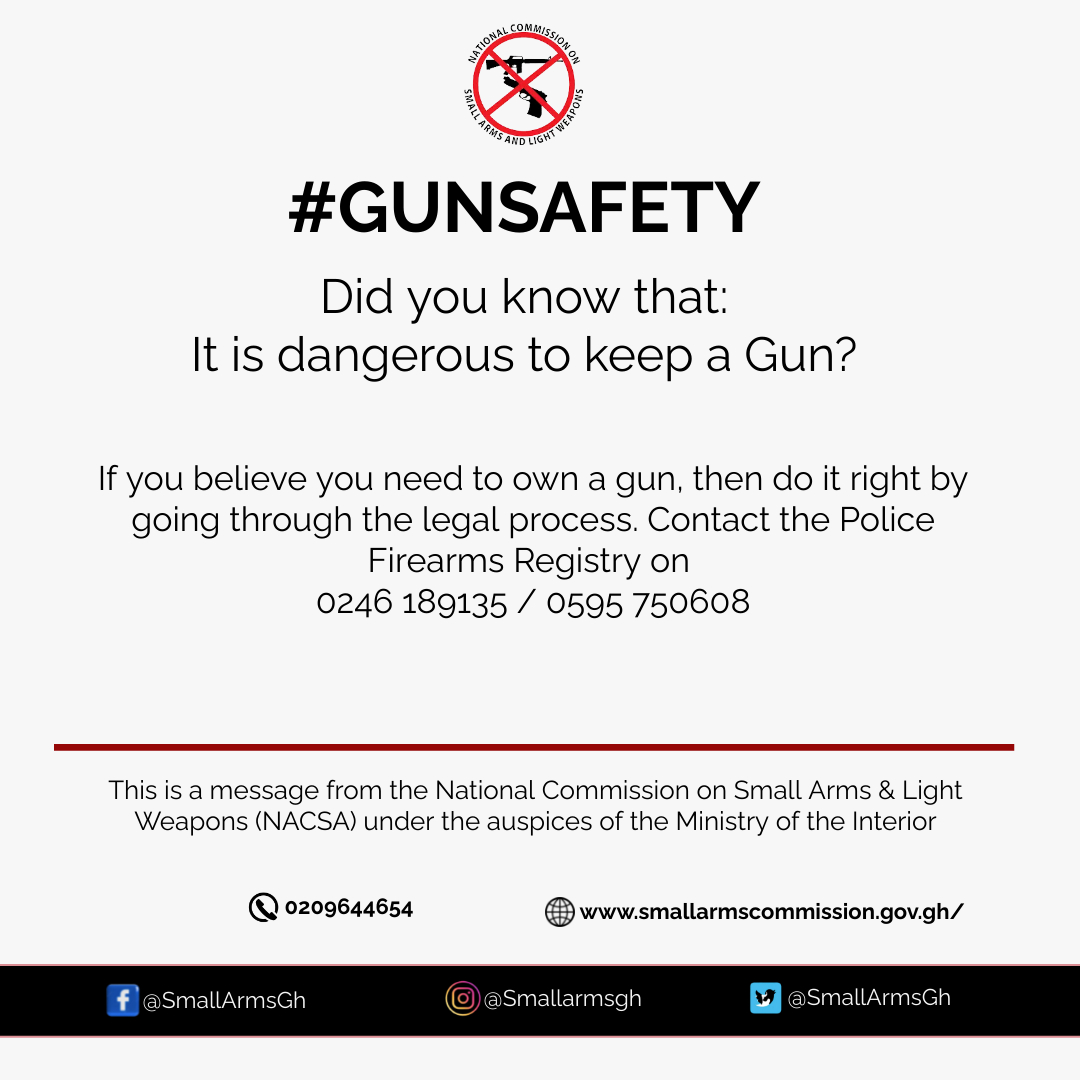 NATIONAL COMMISSION ON
SMALL ARMS AND LIGHT WEAPONS
#GUNSAFETY
Did you know that:
It is dangerous to keep a Gun?
If you believe you need to own a gun, then do it right by
going through the legal process. Contact the Police
Firearms Registry on
0246 189135 / 0595 750608
This is a message from the National Commission on Small Arms & Light
Weapons (NACSA) under the auspices of the Ministry of the Interior
0209644654
www.smallarmscommission.gov.gh/
@SmallArmsGh
@Smallarmsgh
@SmallArmsGh